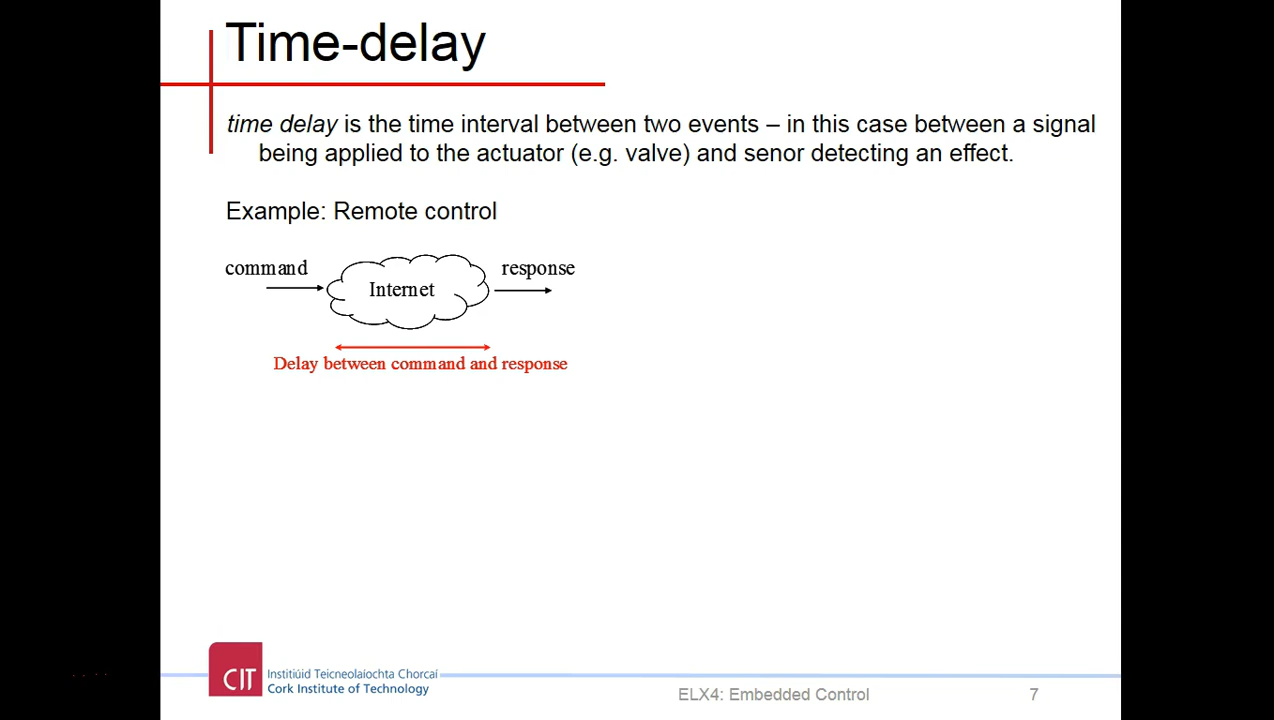 Time-delay
time delay is the time interval between two events – in this case between a signal
being applied to the actuator (e.g. valve) and senor detecting an effect.
Example: Remote control
command
Internet
response
Delay between command and response
CIT
Institiúid Teicneolaiochta Chorcaí
Cork Institute of Technology
ELX4: Embedded Control
7